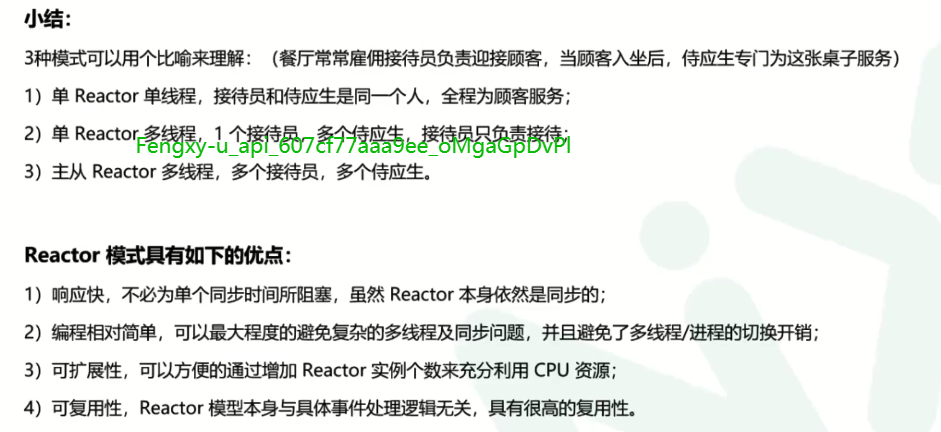 小结：
3种模式可以用个比喻来理解：（餐厅常常雇佣接待员负责迎接顾客，当顾客入坐后，侍应生专门为这张桌子服务）
1）单 Reactor 单线程，接待员和侍应生是同一个人，全程为顾客服务；
2）单 Reactor 多线程，1 个接待员，多个侍应生，接待员只负责接待；
Fengxy-u_api_607cf77aaa9ee_oMgaGpDvPl
3）主从 Reactor 多线程，多个接待员，多个侍应生。
Reactor 模式具有如下的优点：
1）响应快，不必为单个同步时间所阻塞，虽然 Reactor 本身依然是同步的；
2）编程相对简单，可以最大程度的避免复杂的多线程及同步问题，并且避免了多线程/进程的切换开销；
3）可扩展性，可以方便的通过增加 Reactor 实例个数来充分利用 CPU 资源；
4）可复用性，Reactor 模型本身与具体事件处理逻辑无关，具有很高的复用性。